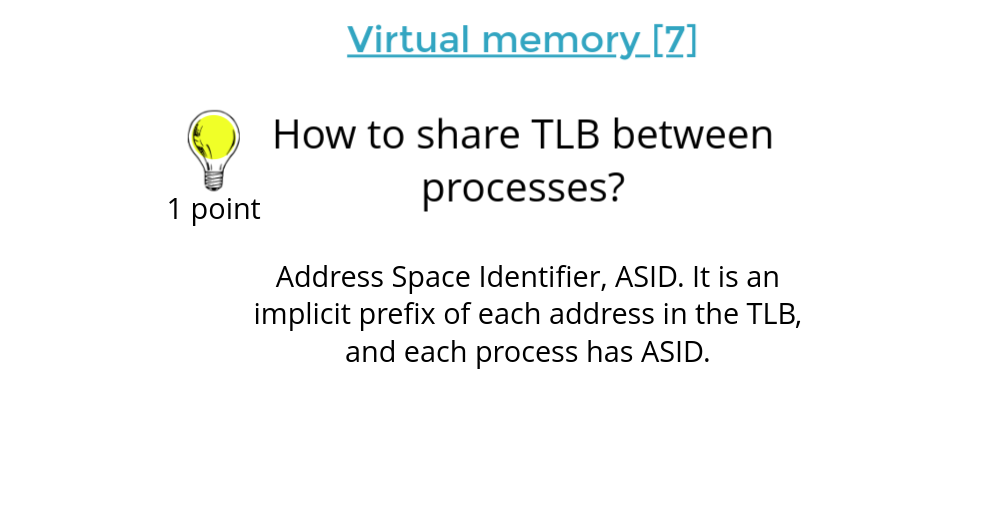 Virtual memory [7]
How to share TLB between
processes?
1 point
Address Space Identifier, ASID. It is an
implicit prefix of each address in the TLB,
and each process has ASID.